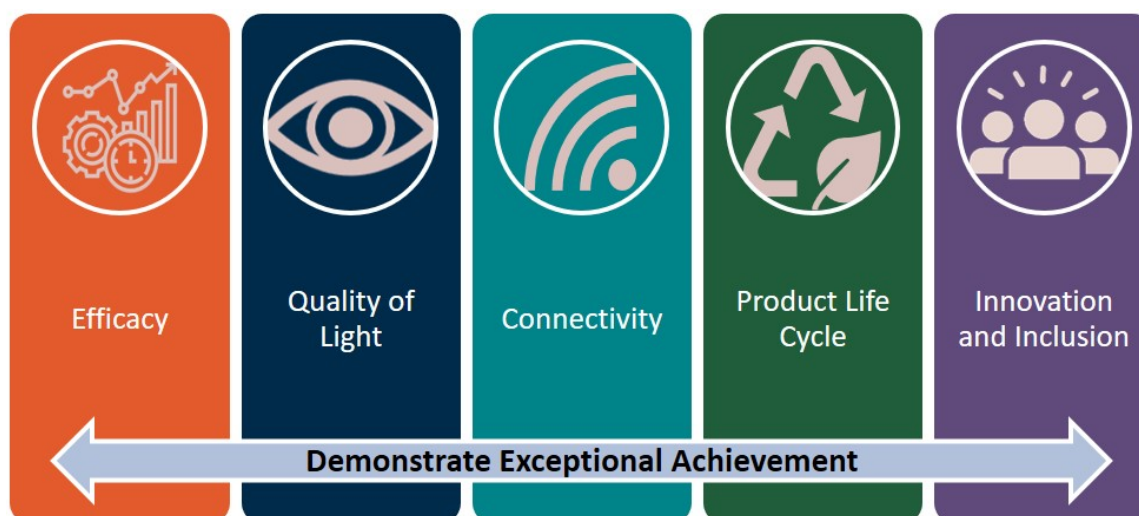 Efficacy
Quality of
Light
Connectivity
Product Life
Cycle
Innovation
and Inclusion
Demonstrate Exceptional Achievement